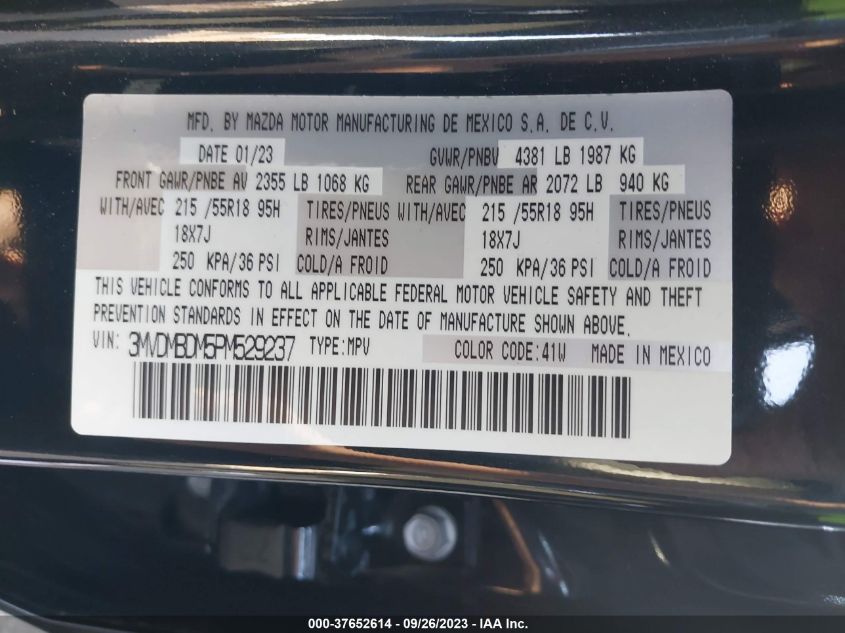 MFD. BY MAZDA MOTOR MANUFACTURING DE MEXICO S.A. DE C.V.
DATE 01/23 GVWR/PNBV 4381 LB 1987 KG
FRONT GAWR/PNBE AV 2355 LB 1068 KG REAR GAWR/PNBE AR 2072 LB 940 KG
WITH/AVEC 215 /55R18 95H TIRES/PNEUS WITH/AVEC 215 /55R18 95H TIRES/PNEUS
18X7J RIMS/JANTES 18X7J RIMS/JANTES
250 KPA/36 PSI COLD/A FROID 250 KPA/36 PSI COLD/A FROID
THIS VEHICLE CONFORMS TO ALL APPLICABLE FEDERAL MOTOR VEHICLE SAFETY AND THEFT
PREVENTION STANDARDS IN EFFECT ON THE DATE OF MANUFACTURE SHOWN ABOVE.
VIN: 3MVDMBDM5PM529237 TYPE:MPV COLOR CODE:41W MADE IN MEXICO
000-37652614 - 09/26/2023 - IAA Inc.